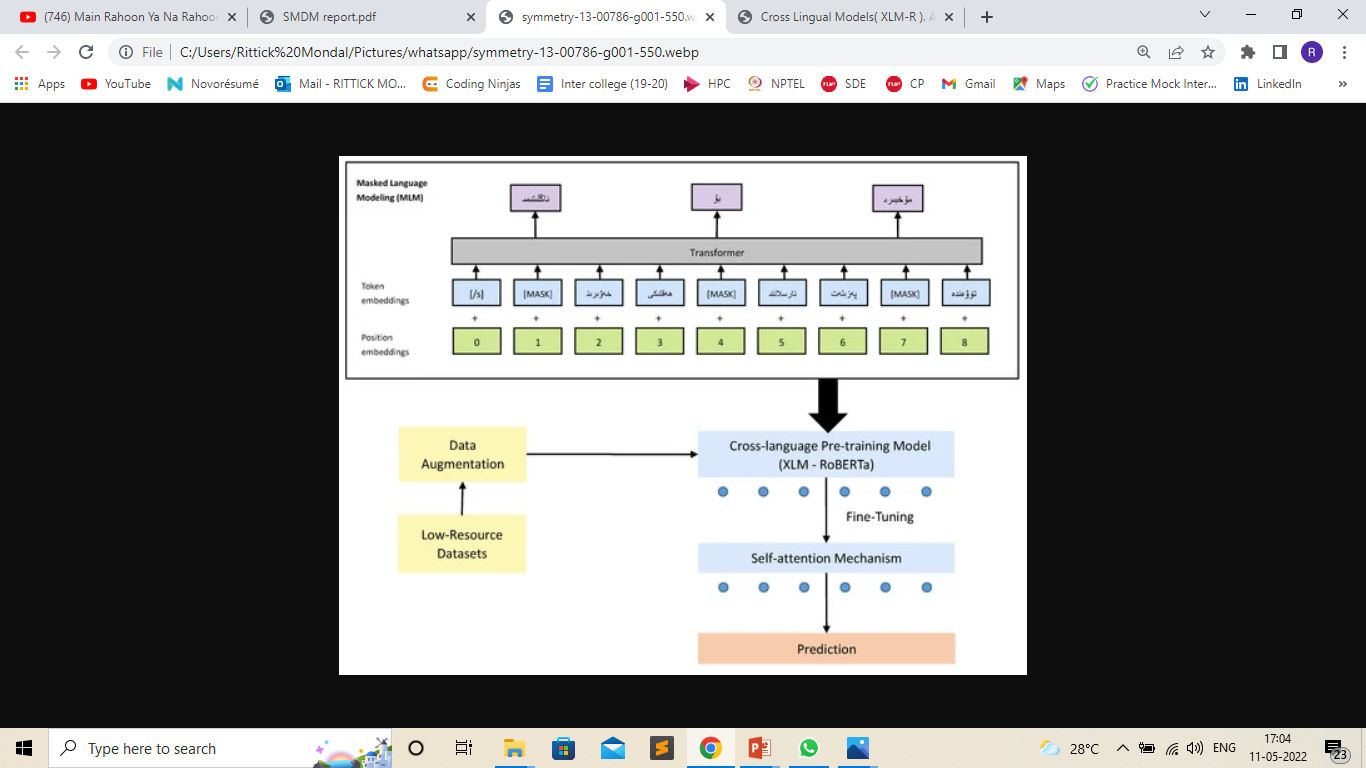 (746) Main Rahoon Ya Na Rahoon
SMDM report.pdf
symmetry-13-00786-g001-550.w
Cross Lingual Models( XLM-R ). A
File
C:/Users/Rittick%20Mondal/Pictures/whatsapp/symmetry-13-00786-g001-550.webp
R
Apps
YouTube
Novorésumé
Mail - RITTICK MO...
Coding Ninjas
Inter college (19-20)
HPC
NPTEL
SDE
CP
Gmail
Maps
Practice Mock Inter...
LinkedIn
»
Masked Language
Modeling (MLM)
بۇ
Transformer
Token
embeddings
[/s]
[MASK]
[MASK]
[MASK]
+ + + + + + + + +
Position
embeddings
0 1 2 3 4 5 6 7 8
Data
Augmentation
Low-Resource
Datasets
Cross-language Pre-training Model
(XLM - RoBERTa)
Fine-Tuning
Self-attention Mechanism
Prediction
Type here to search
28°C
ENG
17:04
11-05-2022
23